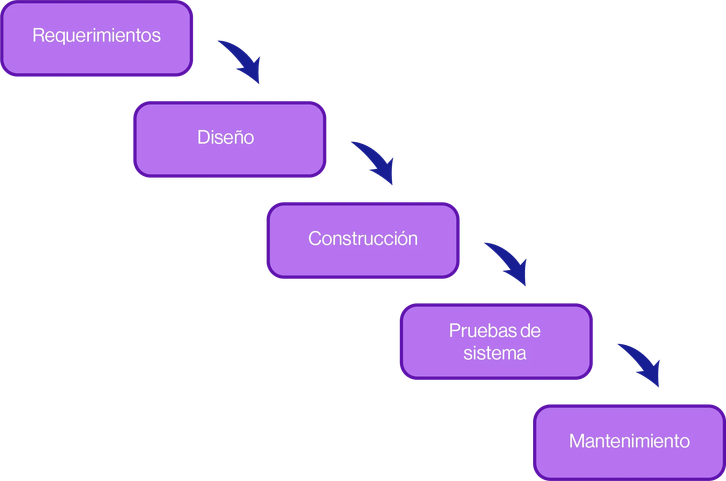 Requerimientos
Diseño
Construcción
Pruebas de
sistema
Mantenimiento